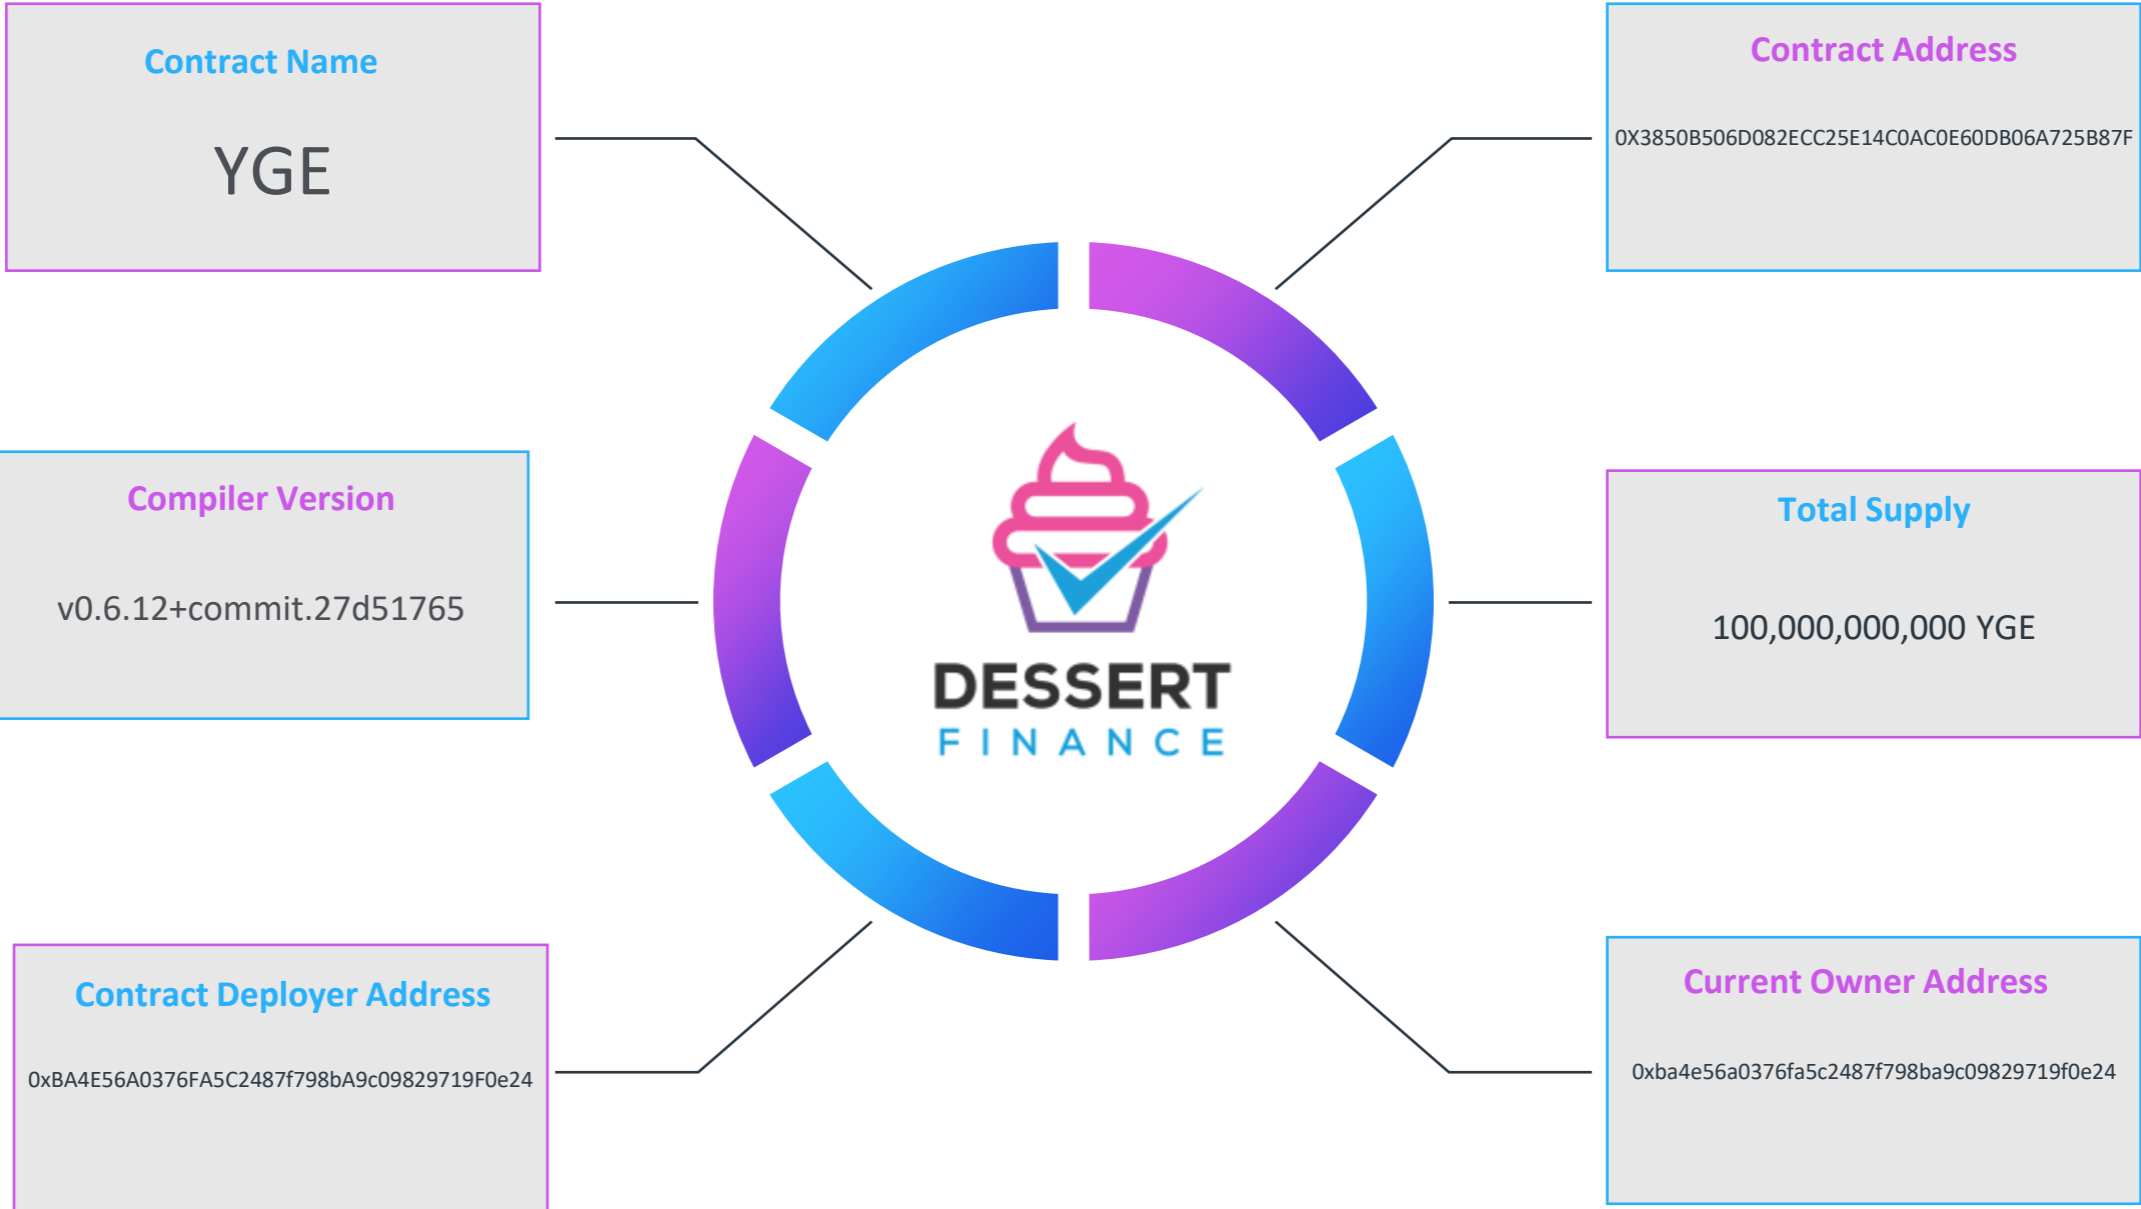 Contract Name
YGE
Contract Address
0X3850B506D082ECC25E14C0AC0E60DB06A725B87F
Compiler Version
v0.6.12+commit.27d51765
DESSERT
FINANCE
Total Supply
100,000,000,000 YGE
Contract Deployer Address
0xBA4E56A0376FA5C2487f798bA9c09829719F0e24
Current Owner Address
0xba4e56a0376fa5c2487f798ba9c09829719f0e24